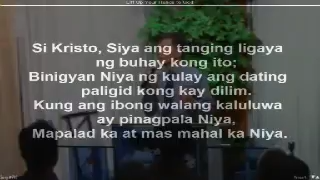 Si Kristo, Siya ang tanging ligaya
ng buhay kong ito;
Binigyan Niya ng kulay ang dating
paligid kong kay dilim.
Kung ang ibong walang kaluluwa
ay pinagpala Niya,
Mapalad ka at mas mahal ka Niya.